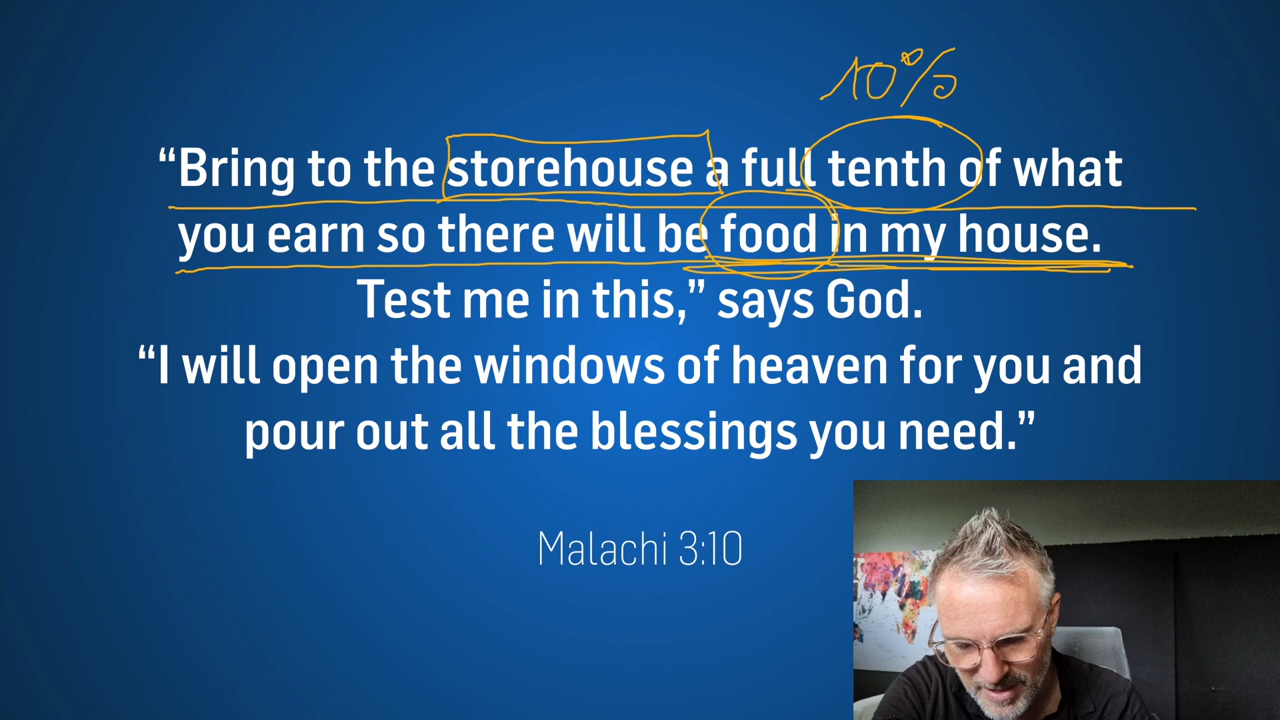 10%
“Bring to the storehouse a full tenth of what
you earn so there will be food in my house.
Test me in this,” says God.
“I will open the windows of heaven for you and
pour out all the blessings you need.”
Malachi 3:10